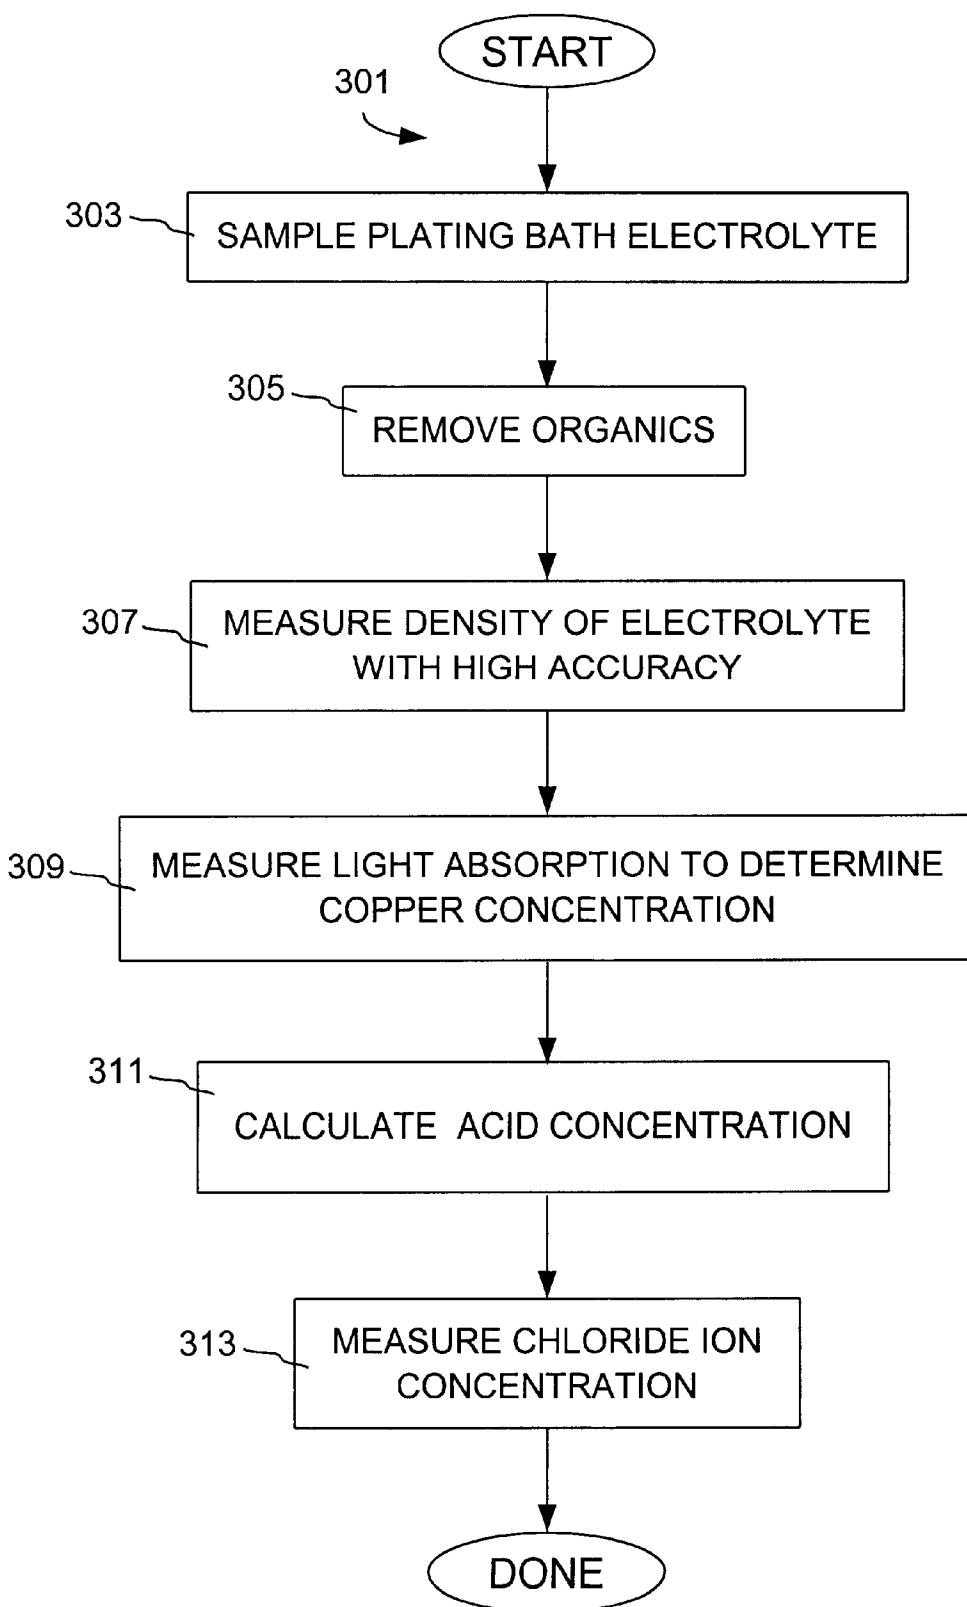 START
301
303
SAMPLE PLATING BATH ELECTROLYTE
305
REMOVE ORGANICS
307
MEASURE DENSITY OF ELECTROLYTE
WITH HIGH ACCURACY
309
MEASURE LIGHT ABSORPTION TO DETERMINE
COPPER CONCENTRATION
311
CALCULATE ACID CONCENTRATION
313
MEASURE CHLORIDE ION
CONCENTRATION
DONE